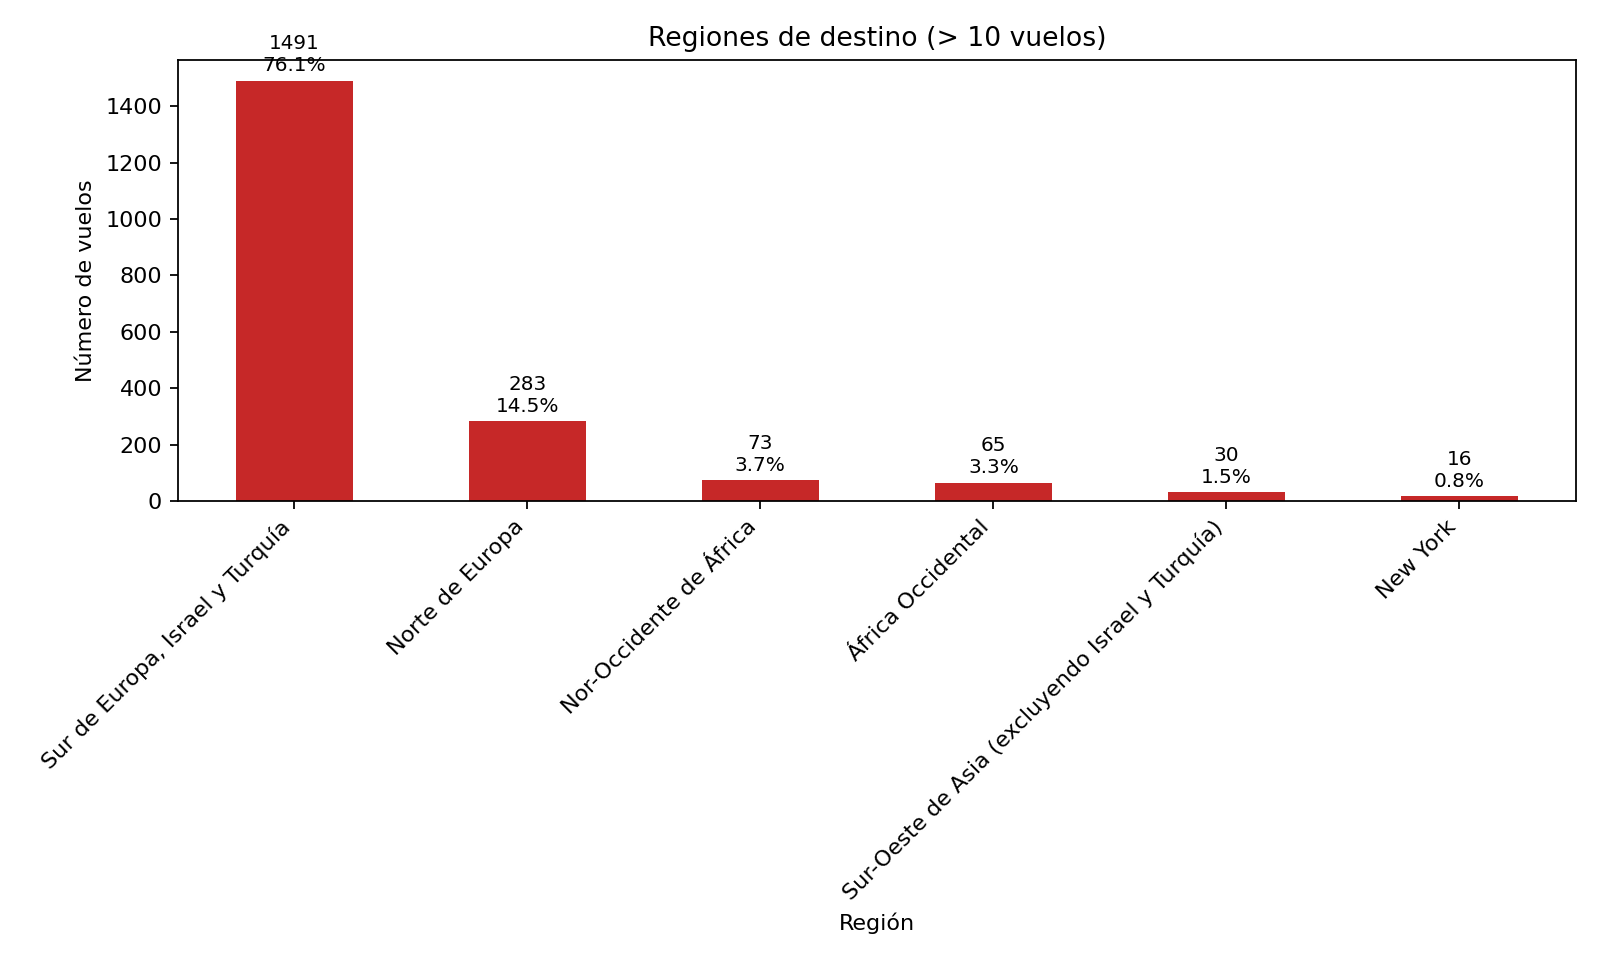 Regiones de destino (> 10 vuelos)
1491
76.1%
283
14.5%
73
3.7%
65
3.3%
30
1.5%
16
0.8%
Número de vuelos
1400
1200
1000
800
600
400
200
0
Sur de Europa, Israel y Turquía
Norte de Europa
Nor-Occidente de África
África Occidental
Sur-Oeste de Asia (excluyendo Israel y Turquía)
New York
Región